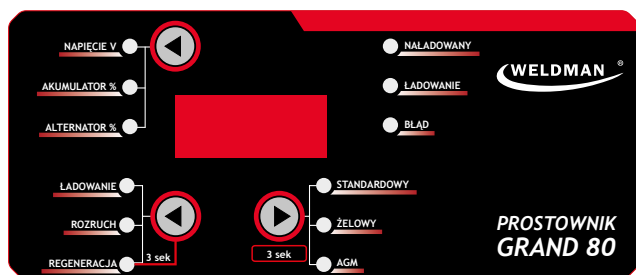 NAPIĘCIE V
AKUMULATOR %
ALTERNATOR %
NAŁADOWANY
ŁADOWANIE
BŁĄD
WELDMAN ®
ŁADOWANIE
ROZRUCH
REGENERACJA
3 sek
3 sek
STANDARDOWY
ŻELOWY
AGM
PROSTOWNIK
GRAND 80